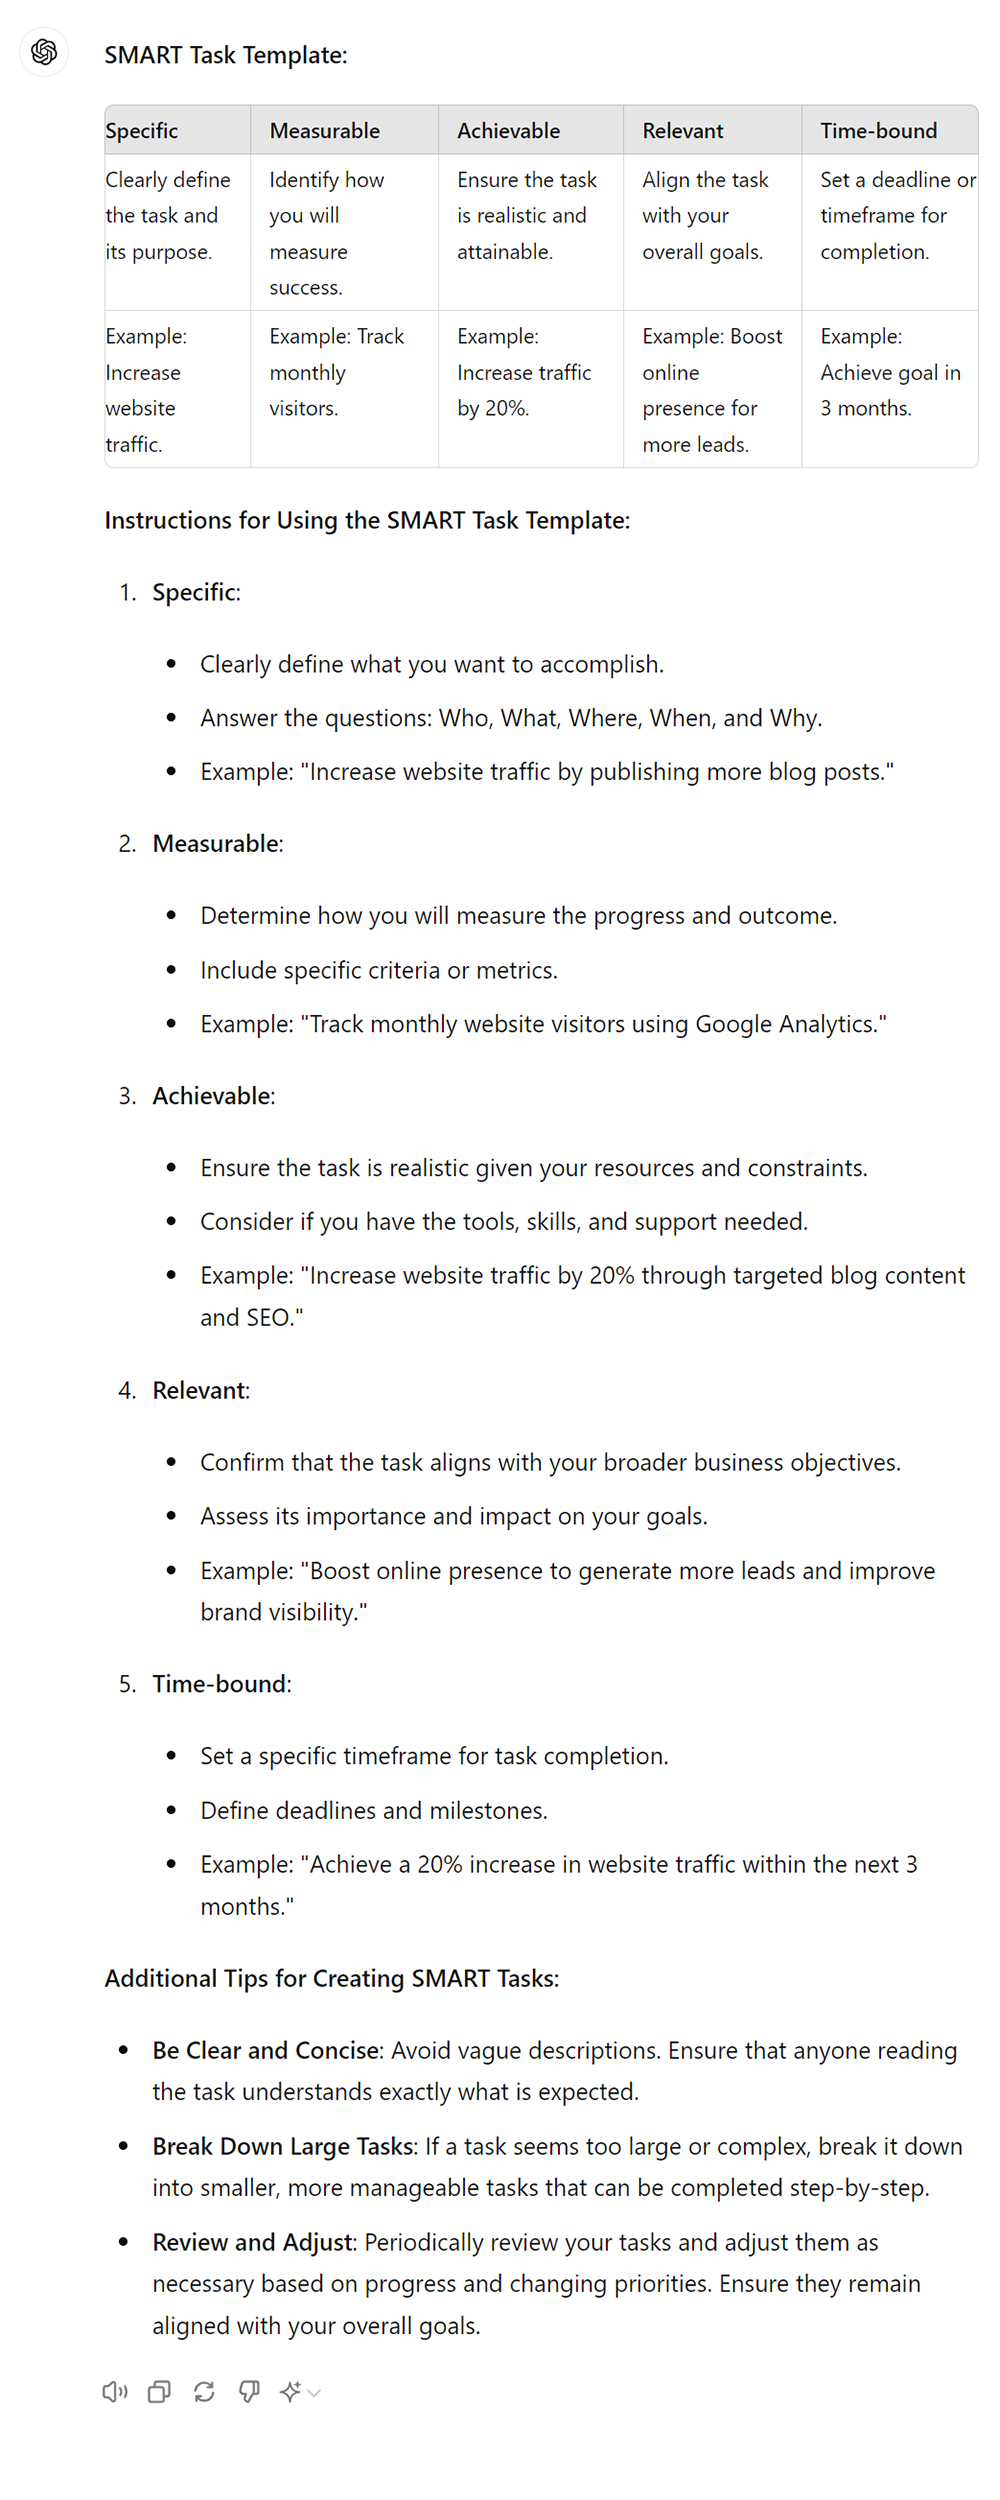 SMART Task Template:
Specific Measurable Achievable Relevant Time-bound
Clearly define the task and its purpose.
Identify how you will measure success.
Ensure the task is realistic and attainable.
Align the task with your overall goals.
Set a deadline or timeframe for completion.
Example: Increase website traffic.
Example: Track monthly visitors.
Example: Increase traffic by 20%.
Example: Boost online presence for more leads.
Example: Achieve goal in 3 months.
Instructions for Using the SMART Task Template:
1. Specific:
• Clearly define what you want to accomplish.
• Answer the questions: Who, What, Where, When, and Why.
• Example: "Increase website traffic by publishing more blog posts."
2. Measurable:
• Determine how you will measure the progress and outcome.
• Include specific criteria or metrics.
• Example: "Track monthly website visitors using Google Analytics."
3. Achievable:
• Ensure the task is realistic given your resources and constraints.
• Consider if you have the tools, skills, and support needed.
• Example: "Increase website traffic by 20% through targeted blog content
and SEO."
4. Relevant:
• Confirm that the task aligns with your broader business objectives.
• Assess its importance and impact on your goals.
• Example: "Boost online presence to generate more leads and improve
brand visibility."
5. Time-bound:
• Set a specific timeframe for task completion.
• Define deadlines and milestones.
• Example: "Achieve a 20% increase in website traffic within the next 3
months."
Additional Tips for Creating SMART Tasks:
• Be Clear and Concise: Avoid vague descriptions. Ensure that anyone reading
the task understands exactly what is expected.
• Break Down Large Tasks: If a task seems too large or complex, break it down
into smaller, more manageable tasks that can be completed step-by-step.
• Review and Adjust: Periodically review your tasks and adjust them as
necessary based on progress and changing priorities. Ensure they remain
aligned with your overall goals.